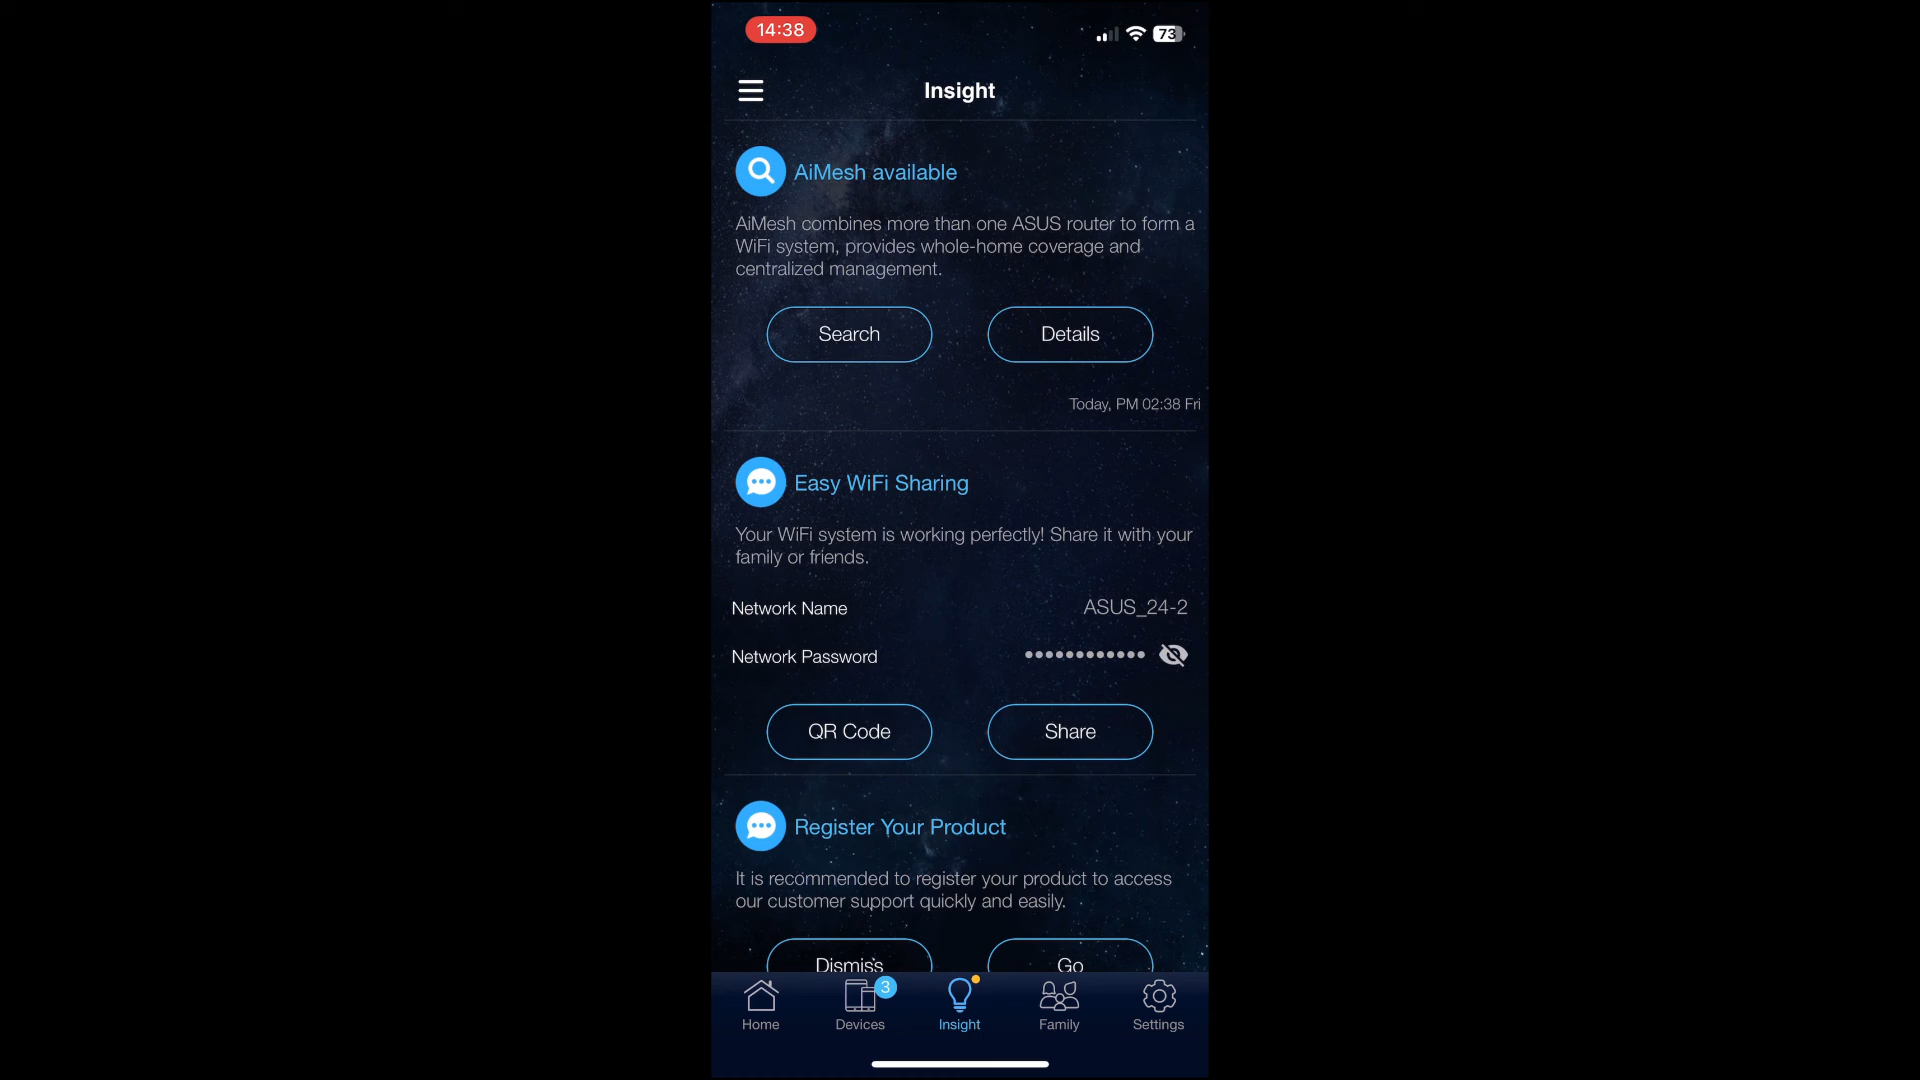 14:38
73
Insight
AiMesh available
AiMesh combines more than one ASUS router to form a
WiFi system, provides whole-home coverage and
centralized management.
Search
Details
Today, PM 02:38 Fri
Easy WiFi Sharing
Your WiFi system is working perfectly! Share it with your
family or friends.
Network Name
ASUS_24-2
Network Password
••••••••••••
QR Code
Share
Register Your Product
It is recommended to register your product to access
our customer support quickly and easily.
Dismiss
Go
3
Home
Devices
Insight
Family
Settings